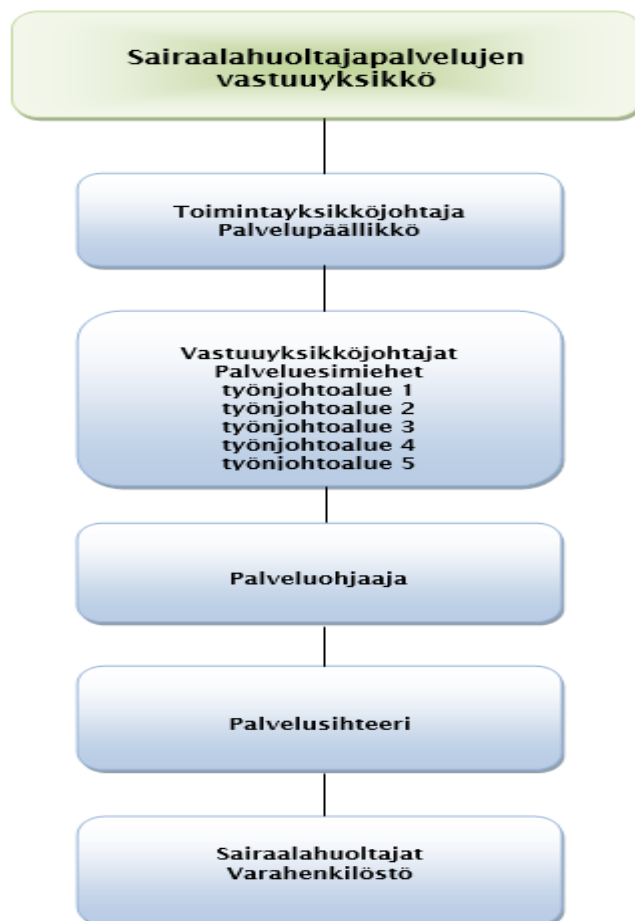 Sairaalahuoltajapalvelujen
vastuuyksikkö
Toimintayksikköjohtaja
Palvelupäällikkö
Vastuuyksikköjohtajat
Palveluesimiehet
työnjohtoalue 1
työnjohtoalue 2
työnjohtoalue 3
työnjohtoalue 4
työnjohtoalue 5
Palveluohjaaja
Palvelusihteeri
Sairaalahuoltajat
Varahenkilöstö